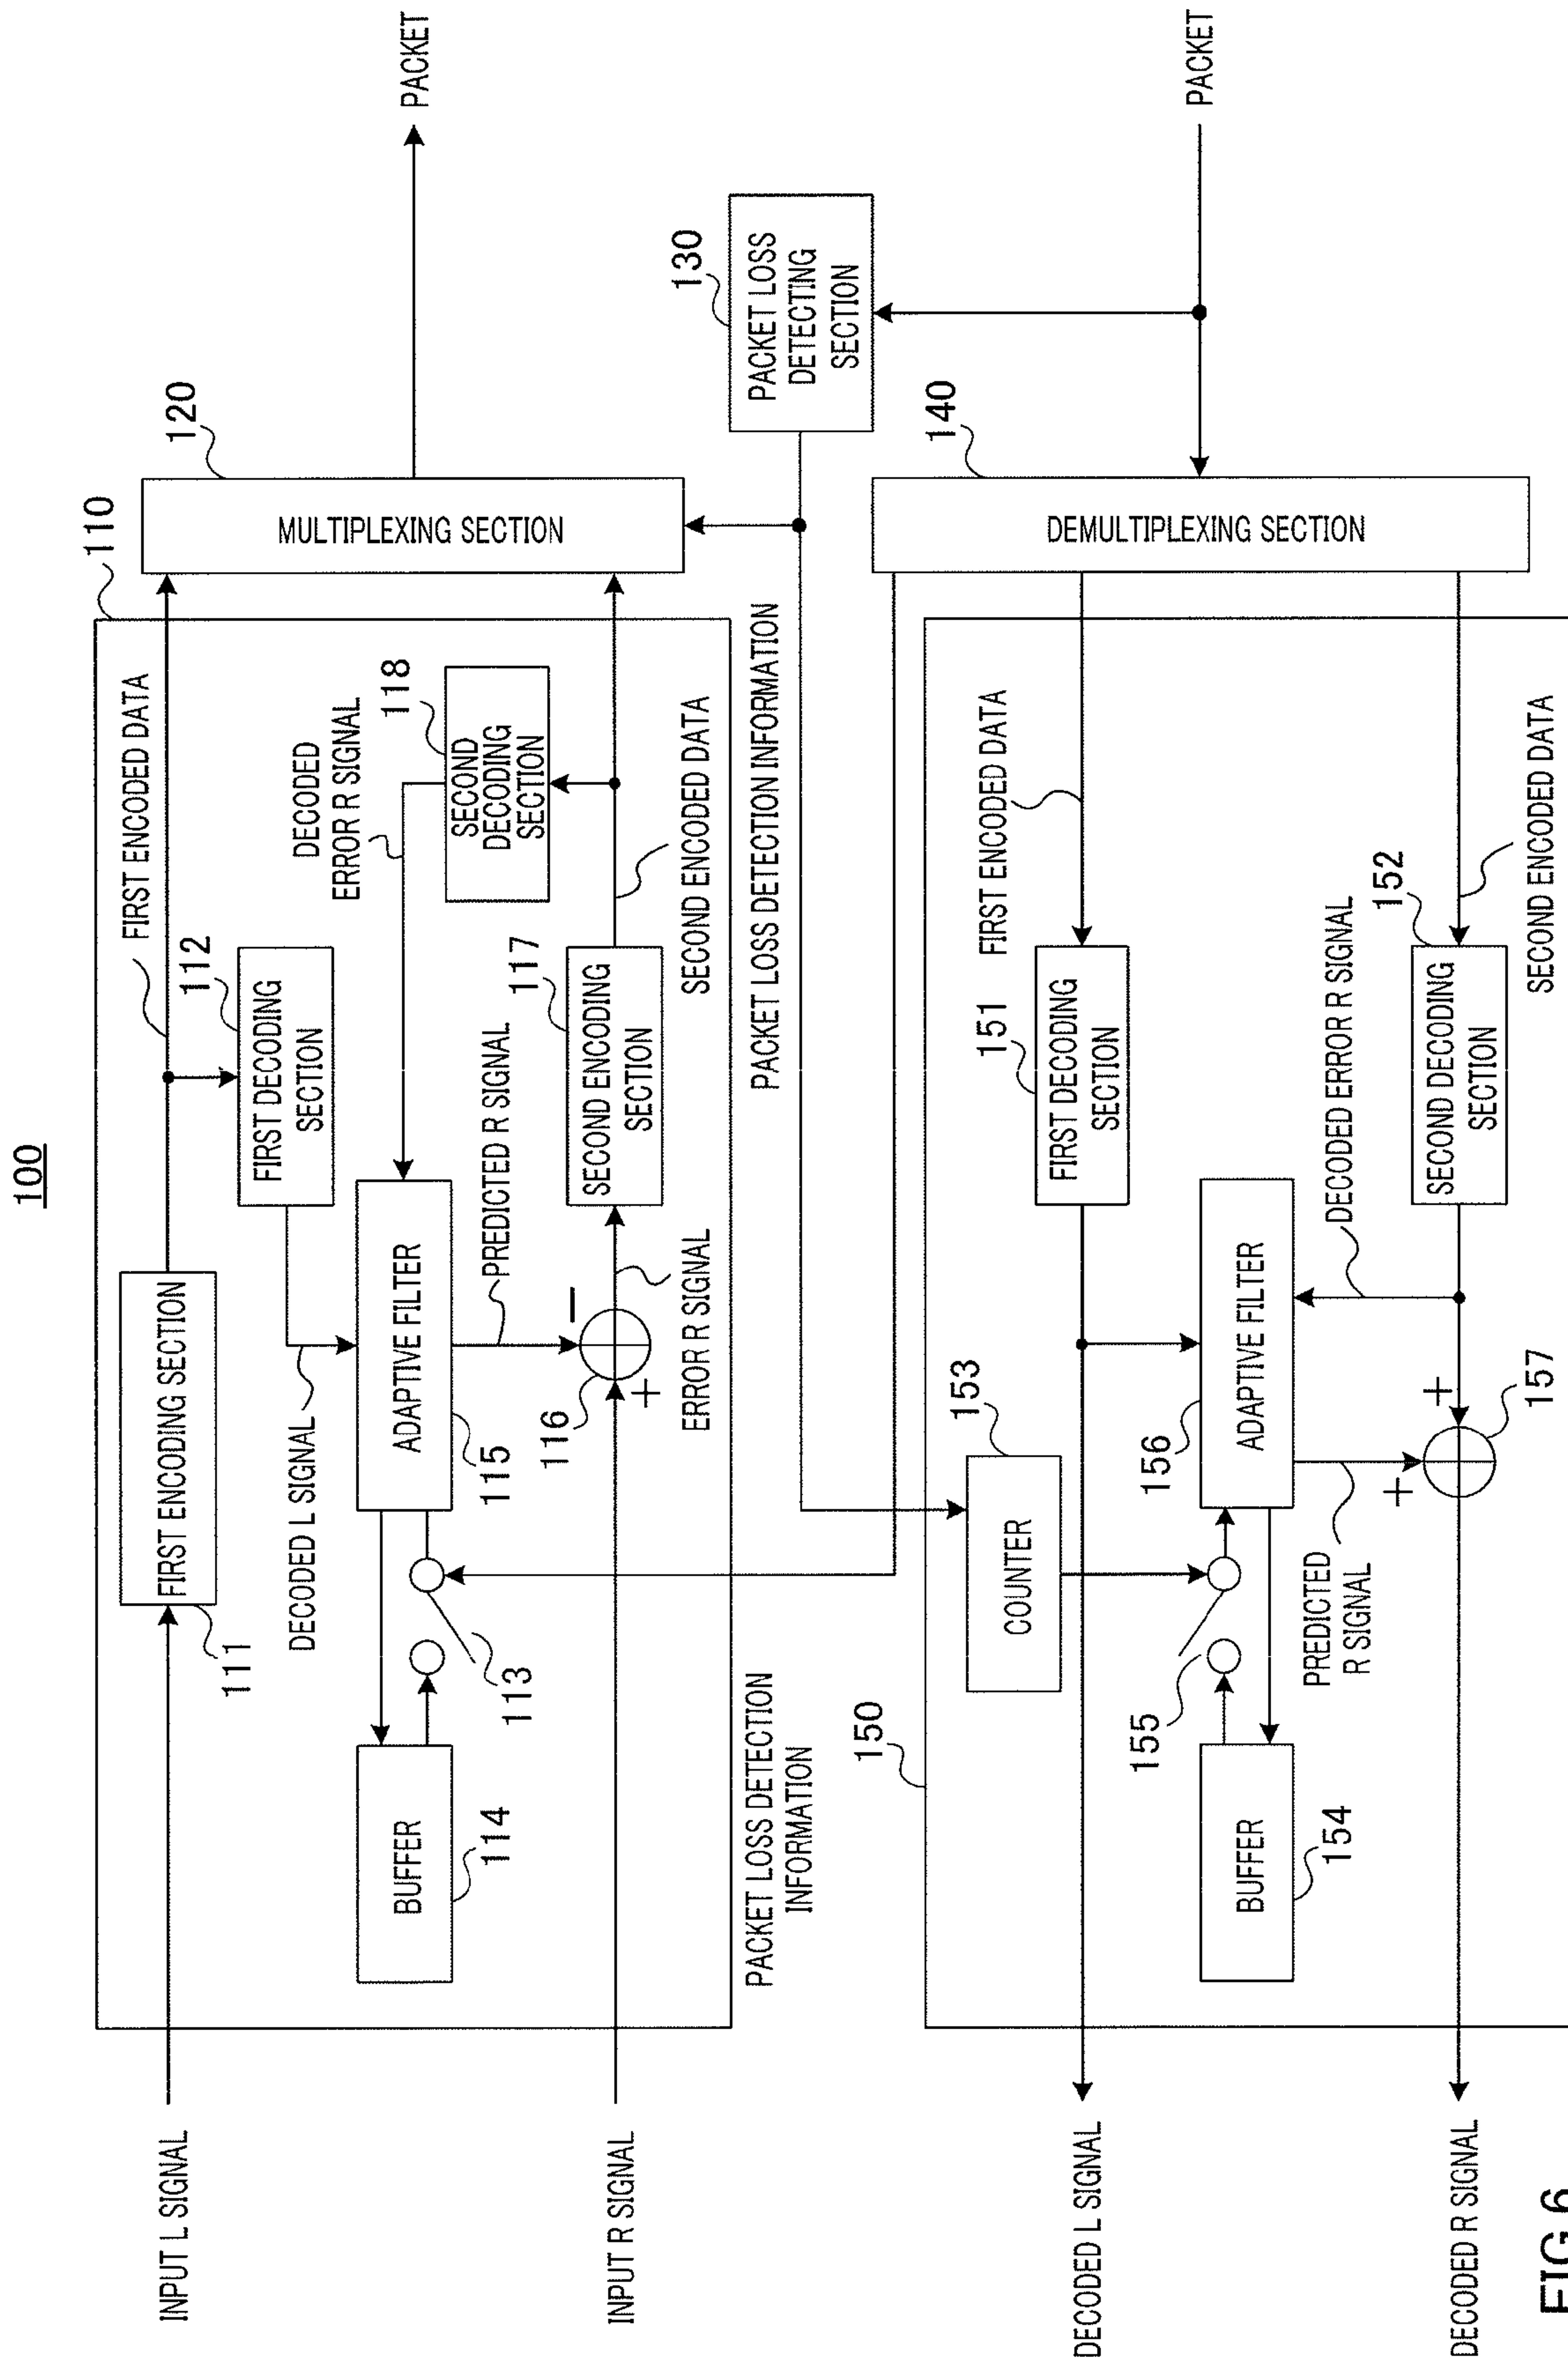 100
110
120
FIRST ENCODED DATA
INPUT L SIGNAL
FIRST ENCODING SECTION
111
112
FIRST DECODING
SECTION
DECODED L SIGNAL
DECODED
ERROR R SIGNAL
118
SECOND
DECODING
SECTION
MULTIPLEXING SECTION
PACKET
BUFFER
114
113
ADAPTIVE FILTER
115
PREDICTED R SIGNAL
117
SECOND ENCODING
SECTION
SECOND ENCODED DATA
INPUT R SIGNAL
116
+
−
ERROR R SIGNAL
PACKET LOSS DETECTION
INFORMATION
PACKET LOSS DETECTION INFORMATION
130
PACKET LOSS
DETECTING
SECTION
150
153
COUNTER
151
FIRST DECODING
SECTION
FIRST ENCODED DATA
140
DEMULTIPLEXING SECTION
PACKET
DECODED L SIGNAL
155
BUFFER
154
156
ADAPTIVE FILTER
PREDICTED
R SIGNAL
DECODED ERROR R SIGNAL
152
SECOND DECODING
SECTION
+
+
157
SECOND ENCODED DATA
DECODED R SIGNAL
FIG.6